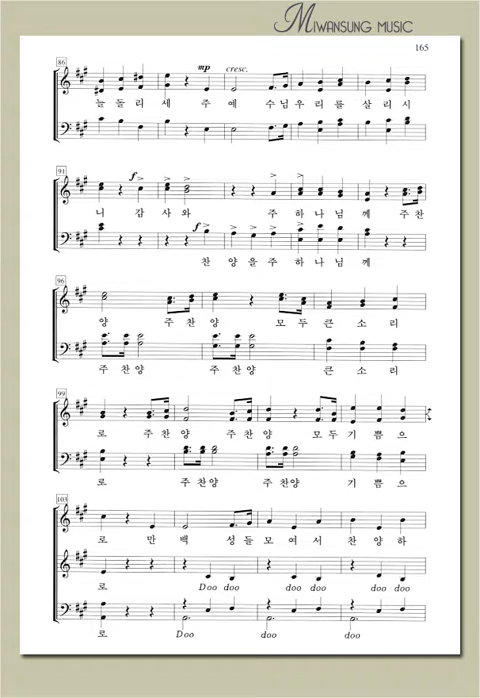 MIWANSUNG MUSIC
165
86
mp cresc.
늘 돌 리 세 주 예 수 님 우 리 를 살 리 시
91
f
니 감 사 와 주 하 나 님 께 주 찬
f
찬 양 을 주 하 나 님 께
96
양 주 찬 양 모 두 큰 소 리
주 찬 양 주 찬 양 큰 소 리
99
로 주 찬 양 주 찬 양 모 두 기 쁨 으
로 주 찬 양 주 찬 양 기 쁨 으
103
로 만 백 성 들 모 여 서 찬 양 하
로 Doo doo doo doo doo doo
로 Doo doo doo